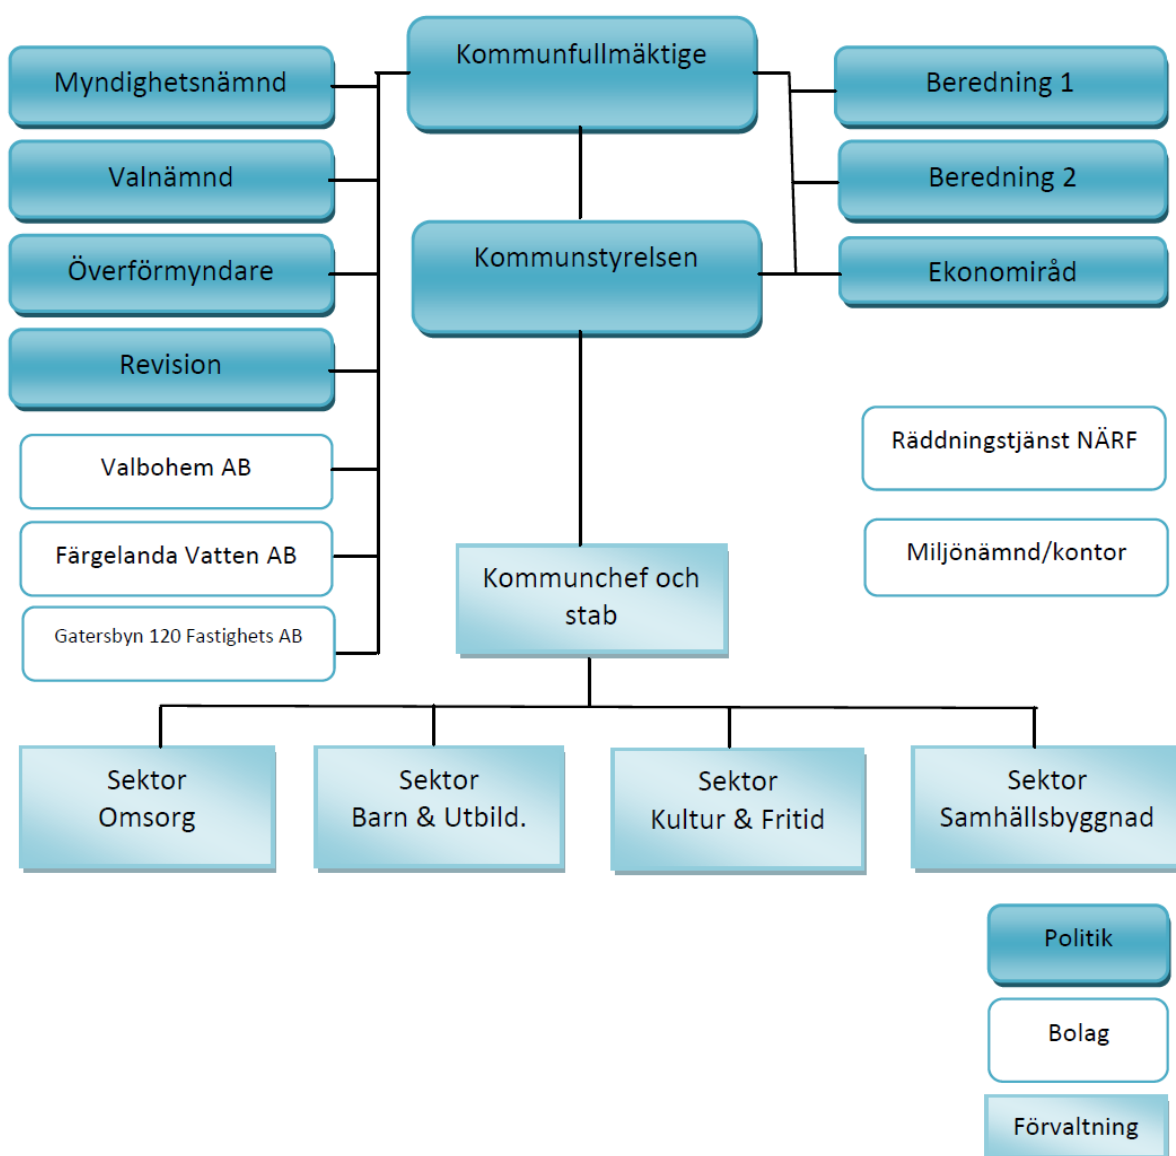 Kommunfullmäktige
Myndighetsnämnd
Valnämnd
Överförmyndare
Revision
Valbohem AB
Färgelanda Vatten AB
Gatersbyn 120 Fastighets AB
Kommunstyrelsen
Beredning 1
Beredning 2
Ekonomiråd
Räddningstjänst NÄRF
Miljönämnd/kontor
Kommunchef och
stab
Sektor
Omsorg
Sektor
Barn & Utbild.
Sektor
Kultur & Fritid
Sektor
Samhällsbyggnad
Politik
Bolag
Förvaltning